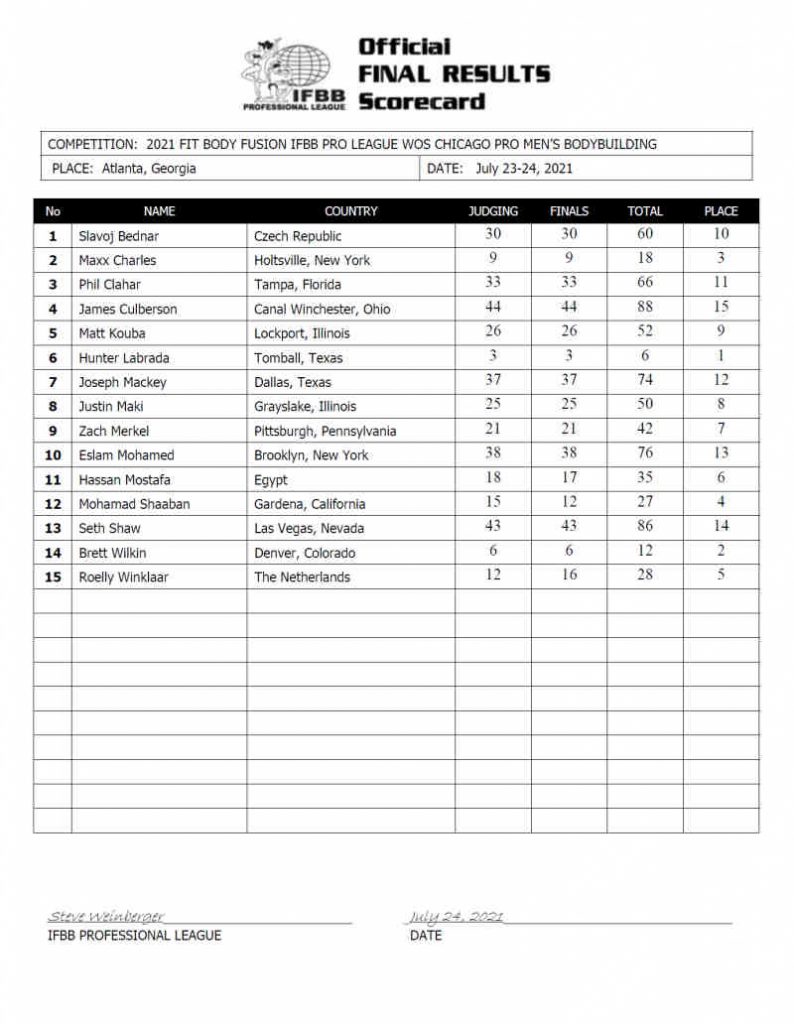 Official
FINAL RESULTS
Scorecard
IFBB
PROFESSIONAL LEAGUE
COMPETITION: 2021 FIT BODY FUSION IFBB PRO LEAGUE WOS CHICAGO PRO MEN'S BODYBUILDING
PLACE: Atlanta, Georgia DATE: July 23-24, 2021
No NAME COUNTRY JUDGING FINALS TOTAL PLACE
1 Slavoj Bednar Czech Republic 30 30 60 10
2 Maxx Charles Holtsville, New York 9 9 18 3
3 Phil Clahar Tampa, Florida 33 33 66 11
4 James Culberson Canal Winchester, Ohio 44 44 88 15
5 Matt Kouba Lockport, Illinois 26 26 52 9
6 Hunter Labrada Tomball, Texas 3 3 6 1
7 Joseph Mackey Dallas, Texas 37 37 74 12
8 Justin Maki Grayslake, Illinois 25 25 50 8
9 Zach Merkel Pittsburgh, Pennsylvania 21 21 42 7
10 Eslam Mohamed Brooklyn, New York 38 38 76 13
11 Hassan Mostafa Egypt 18 17 35 6
12 Mohamad Shaaban Gardena, California 15 12 27 4
13 Seth Shaw Las Vegas, Nevada 43 43 86 14
14 Brett Wilkin Denver, Colorado 6 6 12 2
15 Roelly Winklaar The Netherlands 12 16 28 5
Steve Weinberger July 24, 2021
IFBB PROFESSIONAL LEAGUE DATE